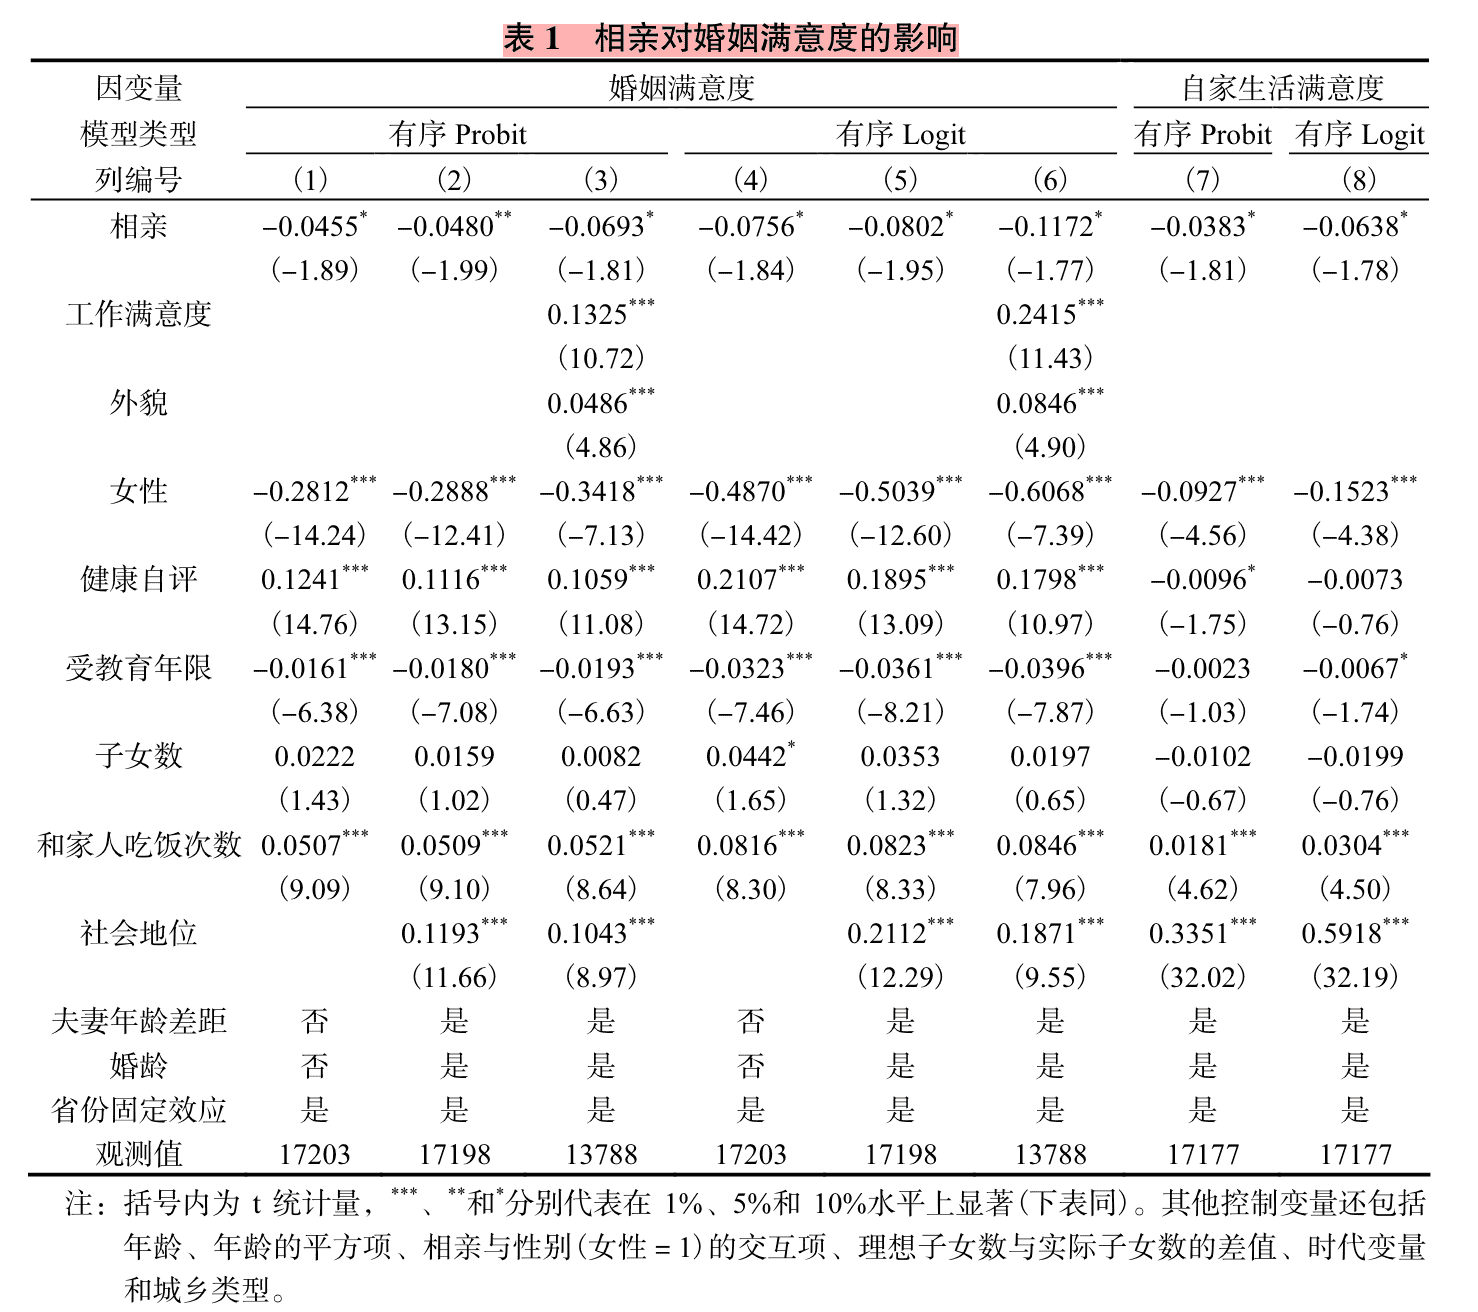 表 1 相亲对婚姻满意度的影响
因变量 婚姻满意度 自家生活满意度
模型类型 有序 Probit 有序 Logit 有序 Probit 有序 Logit
列编号 (1) (2) (3) (4) (5) (6) (7) (8)
相亲 -0.0455* -0.0480** -0.0693* -0.0756* -0.0802* -0.1172* -0.0383* -0.0638*
(-1.89) (-1.99) (-1.81) (-1.84) (-1.95) (-1.77) (-1.81) (-1.78)
工作满意度 0.1325*** 0.2415***
(10.72) (11.43)
外貌 0.0486*** 0.0846***
(4.86) (4.90)
女性 -0.2812*** -0.2888*** -0.3418*** -0.4870*** -0.5039*** -0.6068*** -0.0927*** -0.1523***
(-14.24) (-12.41) (-7.13) (-14.42) (-12.60) (-7.39) (-4.56) (-4.38)
健康自评 0.1241*** 0.1116*** 0.1059*** 0.2107*** 0.1895*** 0.1798*** -0.0096* -0.0073
(14.76) (13.15) (11.08) (14.72) (13.09) (10.97) (-1.75) (-0.76)
受教育年限 -0.0161*** -0.0180*** -0.0193*** -0.0323*** -0.0361*** -0.0396*** -0.0023 -0.0067*
(-6.38) (-7.08) (-6.63) (-7.46) (-8.21) (-7.87) (-1.03) (-1.74)
子女数 0.0222 0.0159 0.0082 0.0442* 0.0353 0.0197 -0.0102 -0.0199
(1.43) (1.02) (0.47) (1.65) (1.32) (0.65) (-0.67) (-0.76)
和家人吃饭次数 0.0507*** 0.0509*** 0.0521*** 0.0816*** 0.0823*** 0.0846*** 0.0181*** 0.0304***
(9.09) (9.10) (8.64) (8.30) (8.33) (7.96) (4.62) (4.50)
社会地位 0.1193*** 0.1043*** 0.2112*** 0.1871*** 0.3351*** 0.5918***
(11.66) (8.97) (12.29) (9.55) (32.02) (32.19)
夫妻年龄差距 否 是 是 否 是 是 是 是
婚龄 否 是 是 否 是 是 是 是
省份固定效应 是 是 是 是 是 是 是 是
观测值 17203 17198 13788 17203 17198 13788 17177 17177
注：括号内为 t 统计量，***、**和*分别代表在 1%、5%和 10%水平上显著(下表同)。其他控制变量还包括
年龄、年龄的平方项、相亲与性别(女性 = 1)的交互项、理想子女数与实际子女数的差值、时代变量
和城乡类型。